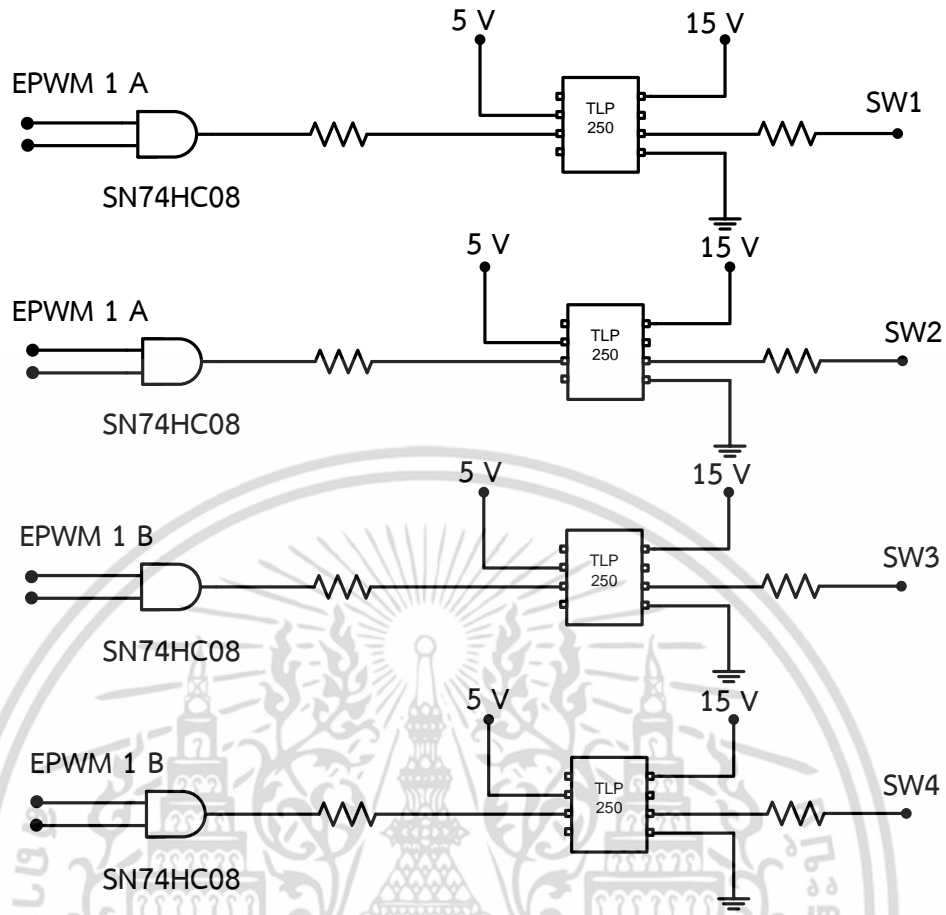 5 V
15 V
EPWM 1 A
TLP
250
SW1
SN74HC08
5 V
15 V
EPWM 1 A
TLP
250
SW2
SN74HC08
5 V
15 V
EPWM 1 B
TLP
250
SW3
SN74HC08
5 V
15 V
EPWM 1 B
TLP
250
SW4
SN74HC08